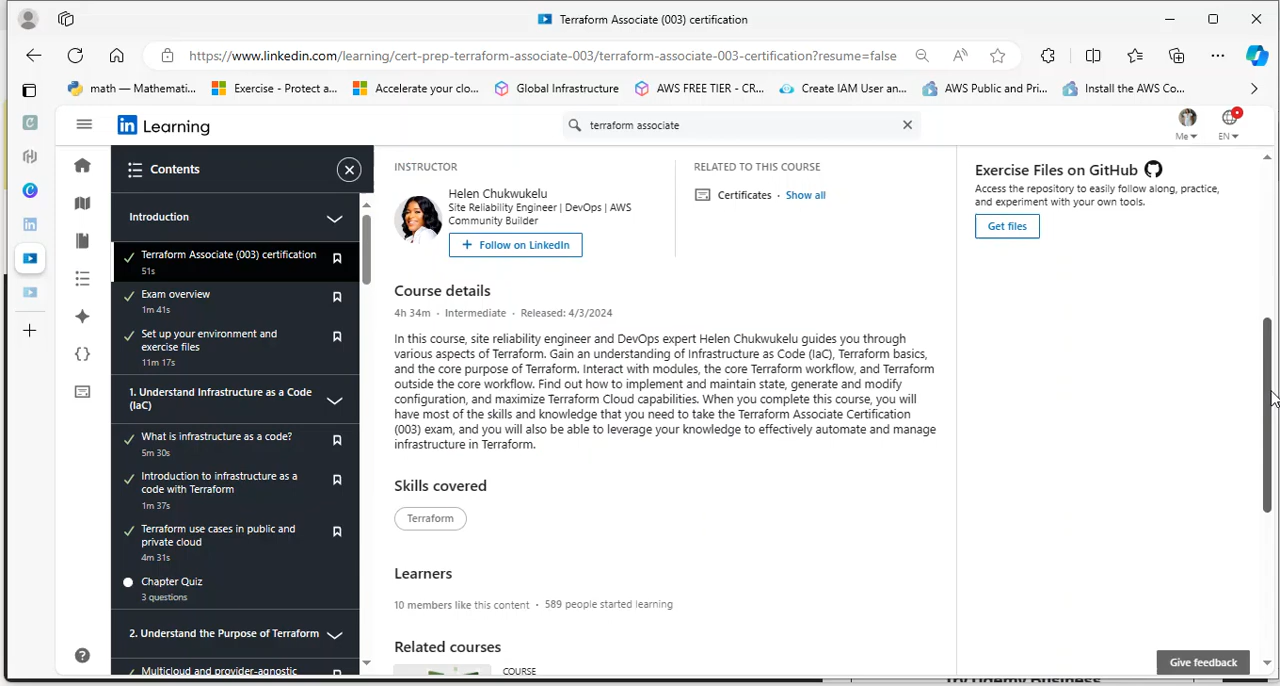 Terraform Associate (003) certification
https://www.linkedin.com/learning/cert-prep-terraform-associate-003/terraform-associate-003-certification?resume=false
math — Mathemati...
Exercise - Protect a...
Accelerate your clo...
Global Infrastructure
AWS FREE TIER - CR...
Create IAM User an...
AWS Public and Pri...
Install the AWS Co...
in Learning
terraform associate
Me
EN
Contents
Introduction
Terraform Associate (003) certification
51s
Exam overview
1m 41s
Set up your environment and
exercise files
11m 17s
1. Understand Infrastructure as a Code
(IaC)
What is infrastructure as a code?
5m 30s
Introduction to infrastructure as a
code with Terraform
1m 37s
Terraform use cases in public and
private cloud
4m 31s
Chapter Quiz
3 questions
2. Understand the Purpose of Terraform
Multicloud and provider-agnostic
INSTRUCTOR
Helen Chukwukelu
Site Reliability Engineer | DevOps | AWS
Community Builder
+ Follow on LinkedIn
RELATED TO THIS COURSE
Certificates · Show all
Course details
4h 34m · Intermediate · Released: 4/3/2024
In this course, site reliability engineer and DevOps expert Helen Chukwukelu guides you through
various aspects of Terraform. Gain an understanding of Infrastructure as Code (IaC), Terraform basics,
and the core purpose of Terraform. Interact with modules, the core Terraform workflow, and Terraform
outside the core workflow. Find out how to implement and maintain state, generate and modify
configuration, and maximize Terraform Cloud capabilities. When you complete this course, you will
have most of the skills and knowledge that you need to take the Terraform Associate Certification
(003) exam, and you will also be able to leverage your knowledge to effectively automate and manage
infrastructure in Terraform.
Skills covered
Terraform
Learners
10 members like this content · 589 people started learning
Related courses
COURSE
Exercise Files on GitHub
Access the repository to easily follow along, practice,
and experiment with your own tools.
Get files
Give feedback